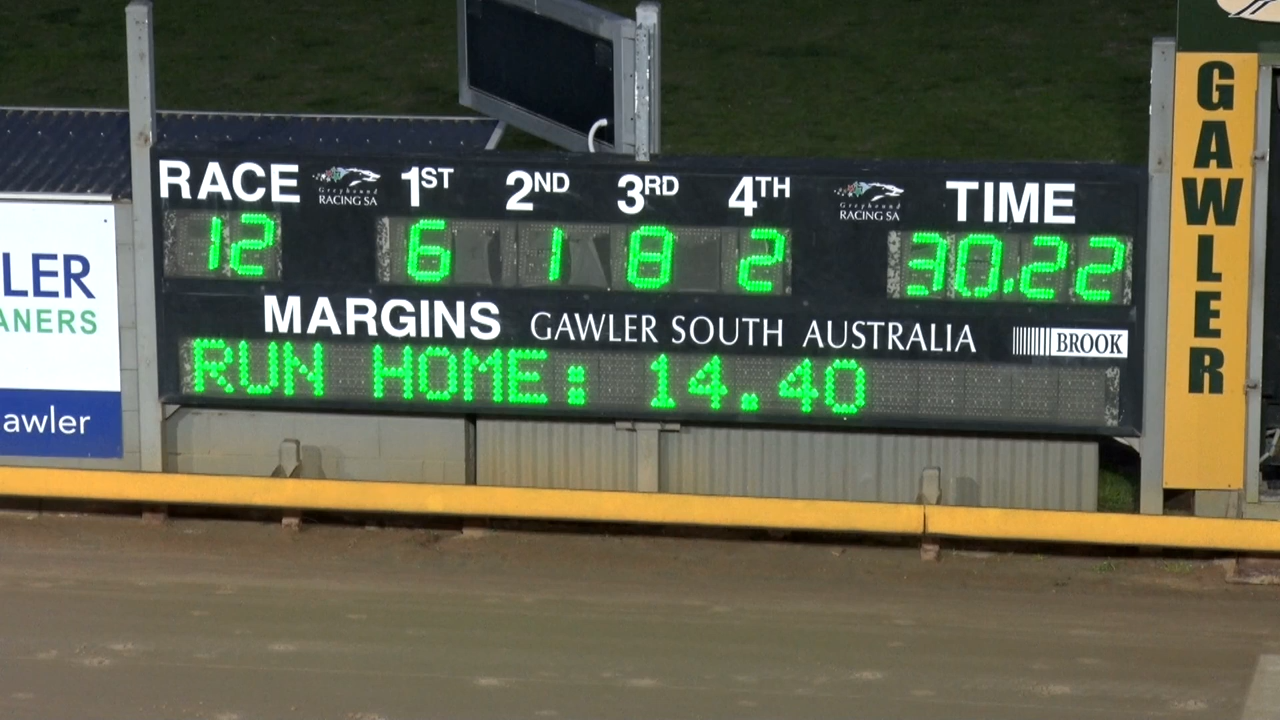 RACE 1ST 2ND 3RD 4TH TIME
Greyhound RACING SA
Greyhound RACING SA
12 6 1 8 2 30.22
MARGINS GAWLER SOUTH AUSTRALIA BROOK
RUN HOME: 14.40
GAWLER
LER
ANERS
awler